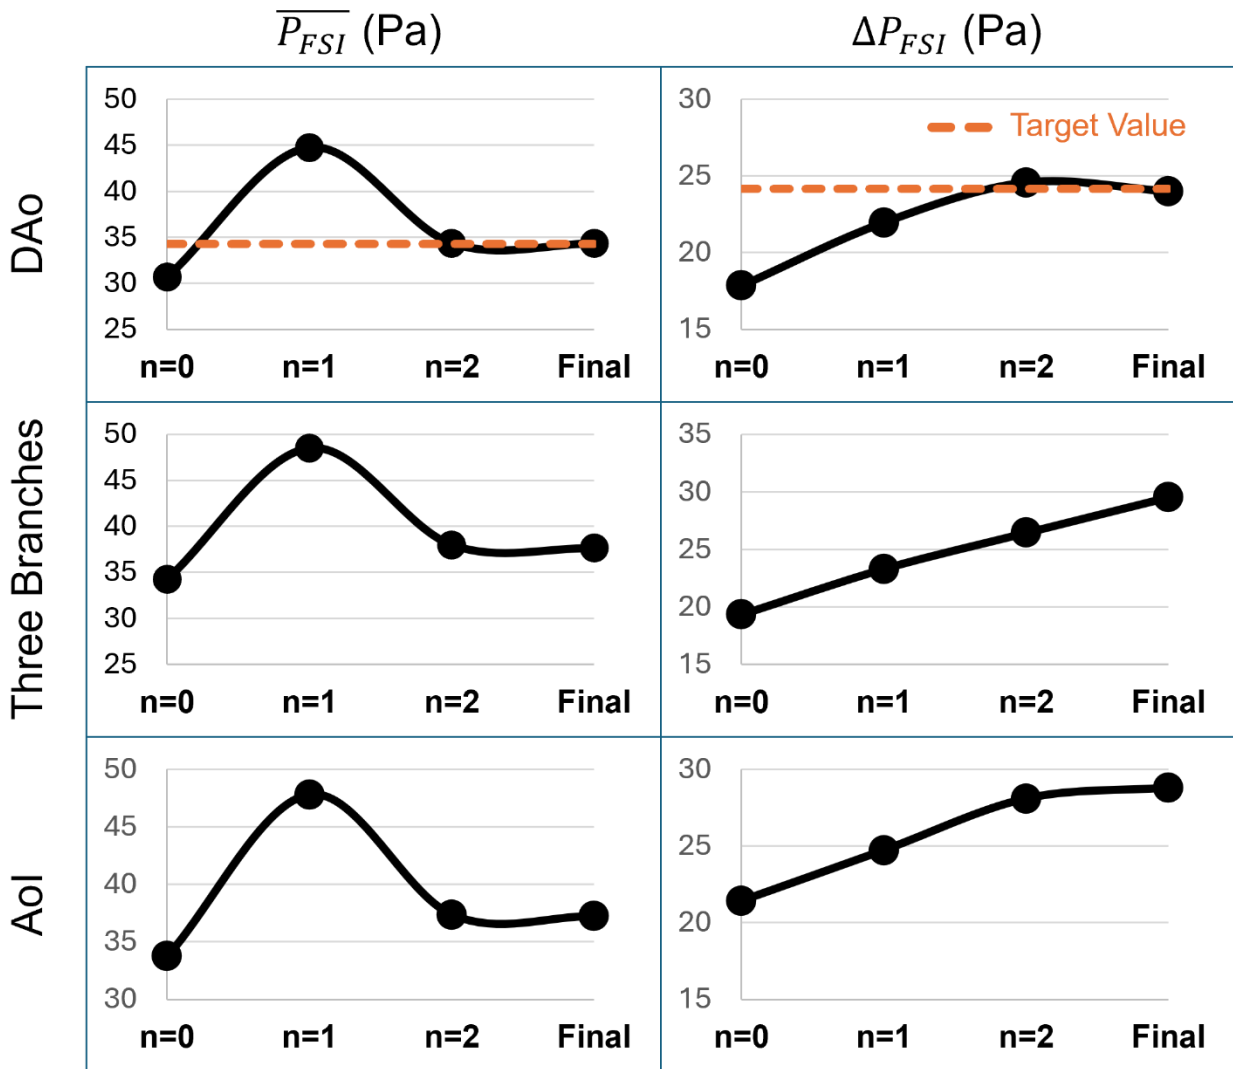 P̅_FSI (Pa)
ΔP_FSI (Pa)
DAo
50
45
40
35
30
25
n=0 n=1 n=2 Final
30
25
20
15
Target Value
n=0 n=1 n=2 Final
Three Branches
50
45
40
35
30
25
n=0 n=1 n=2 Final
35
30
25
20
15
n=0 n=1 n=2 Final
AoI
50
45
40
35
30
n=0 n=1 n=2 Final
30
25
20
15
n=0 n=1 n=2 Final